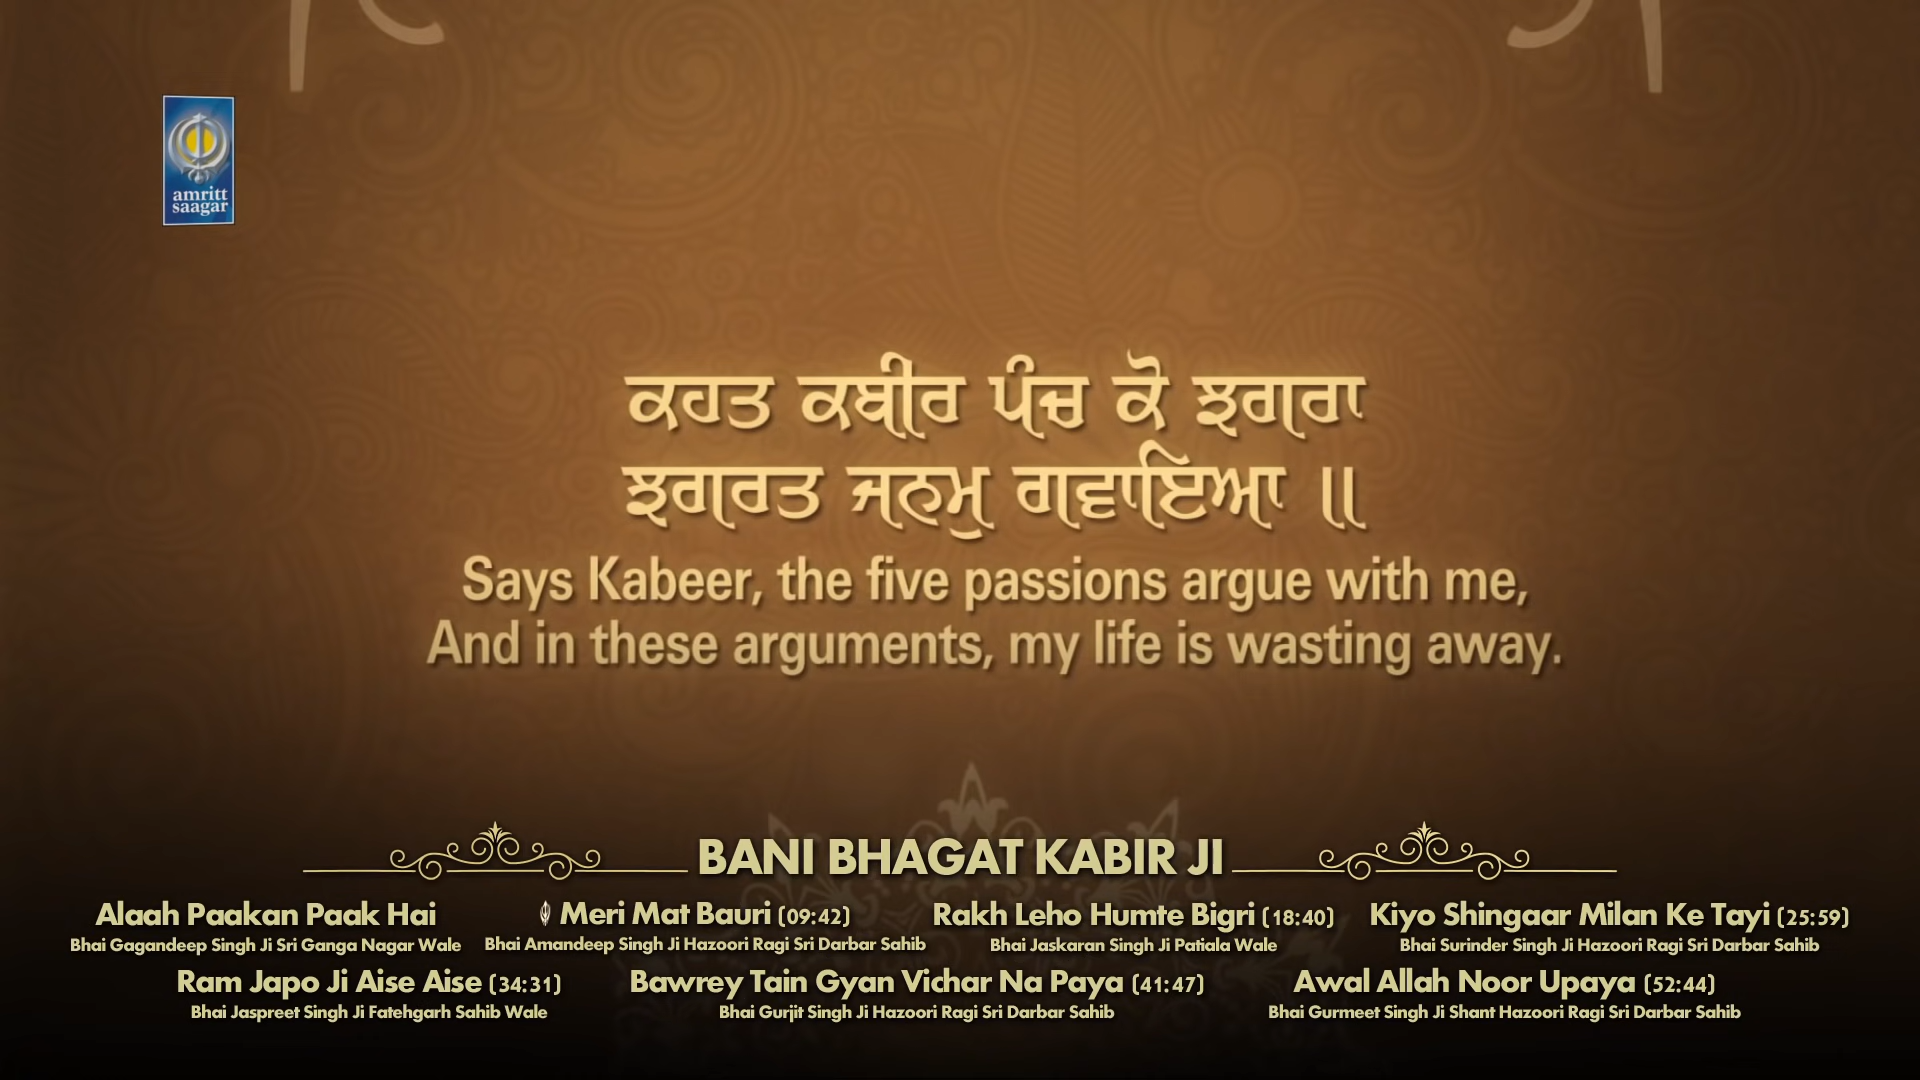 amritt
saagar
ਕਹਤ ਕਬੀਰ ਪੰਚ ਕੋ ਝਗਰਾ
ਝਗਰਤ ਜਨਮੁ ਗਵਾਇਆ ॥
Says Kabeer, the five passions argue with me,
And in these arguments, my life is wasting away.
BANI BHAGAT KABIR JI
Alaah Paakan Paak Hai
Bhai Gagandeep Singh Ji Sri Ganga Nagar Wale
Meri Mat Bauri (09:42)
Bhai Amandeep Singh Ji Hazoori Ragi Sri Darbar Sahib
Rakh Leho Humte Bigri (18:40)
Bhai Jaskaran Singh Ji Patiala Wale
Kiyo Shingaar Milan Ke Tayi (25:59)
Bhai Surinder Singh Ji Hazoori Ragi Sri Darbar Sahib
Ram Japo Ji Aise Aise (34:31)
Bhai Jaspreet Singh Ji Fatehgarh Sahib Wale
Bawrey Tain Gyan Vichar Na Paya (41:47)
Bhai Gurjit Singh Ji Hazoori Ragi Sri Darbar Sahib
Awal Allah Noor Upaya (52:44)
Bhai Gurmeet Singh Ji Shant Hazoori Ragi Sri Darbar Sahib